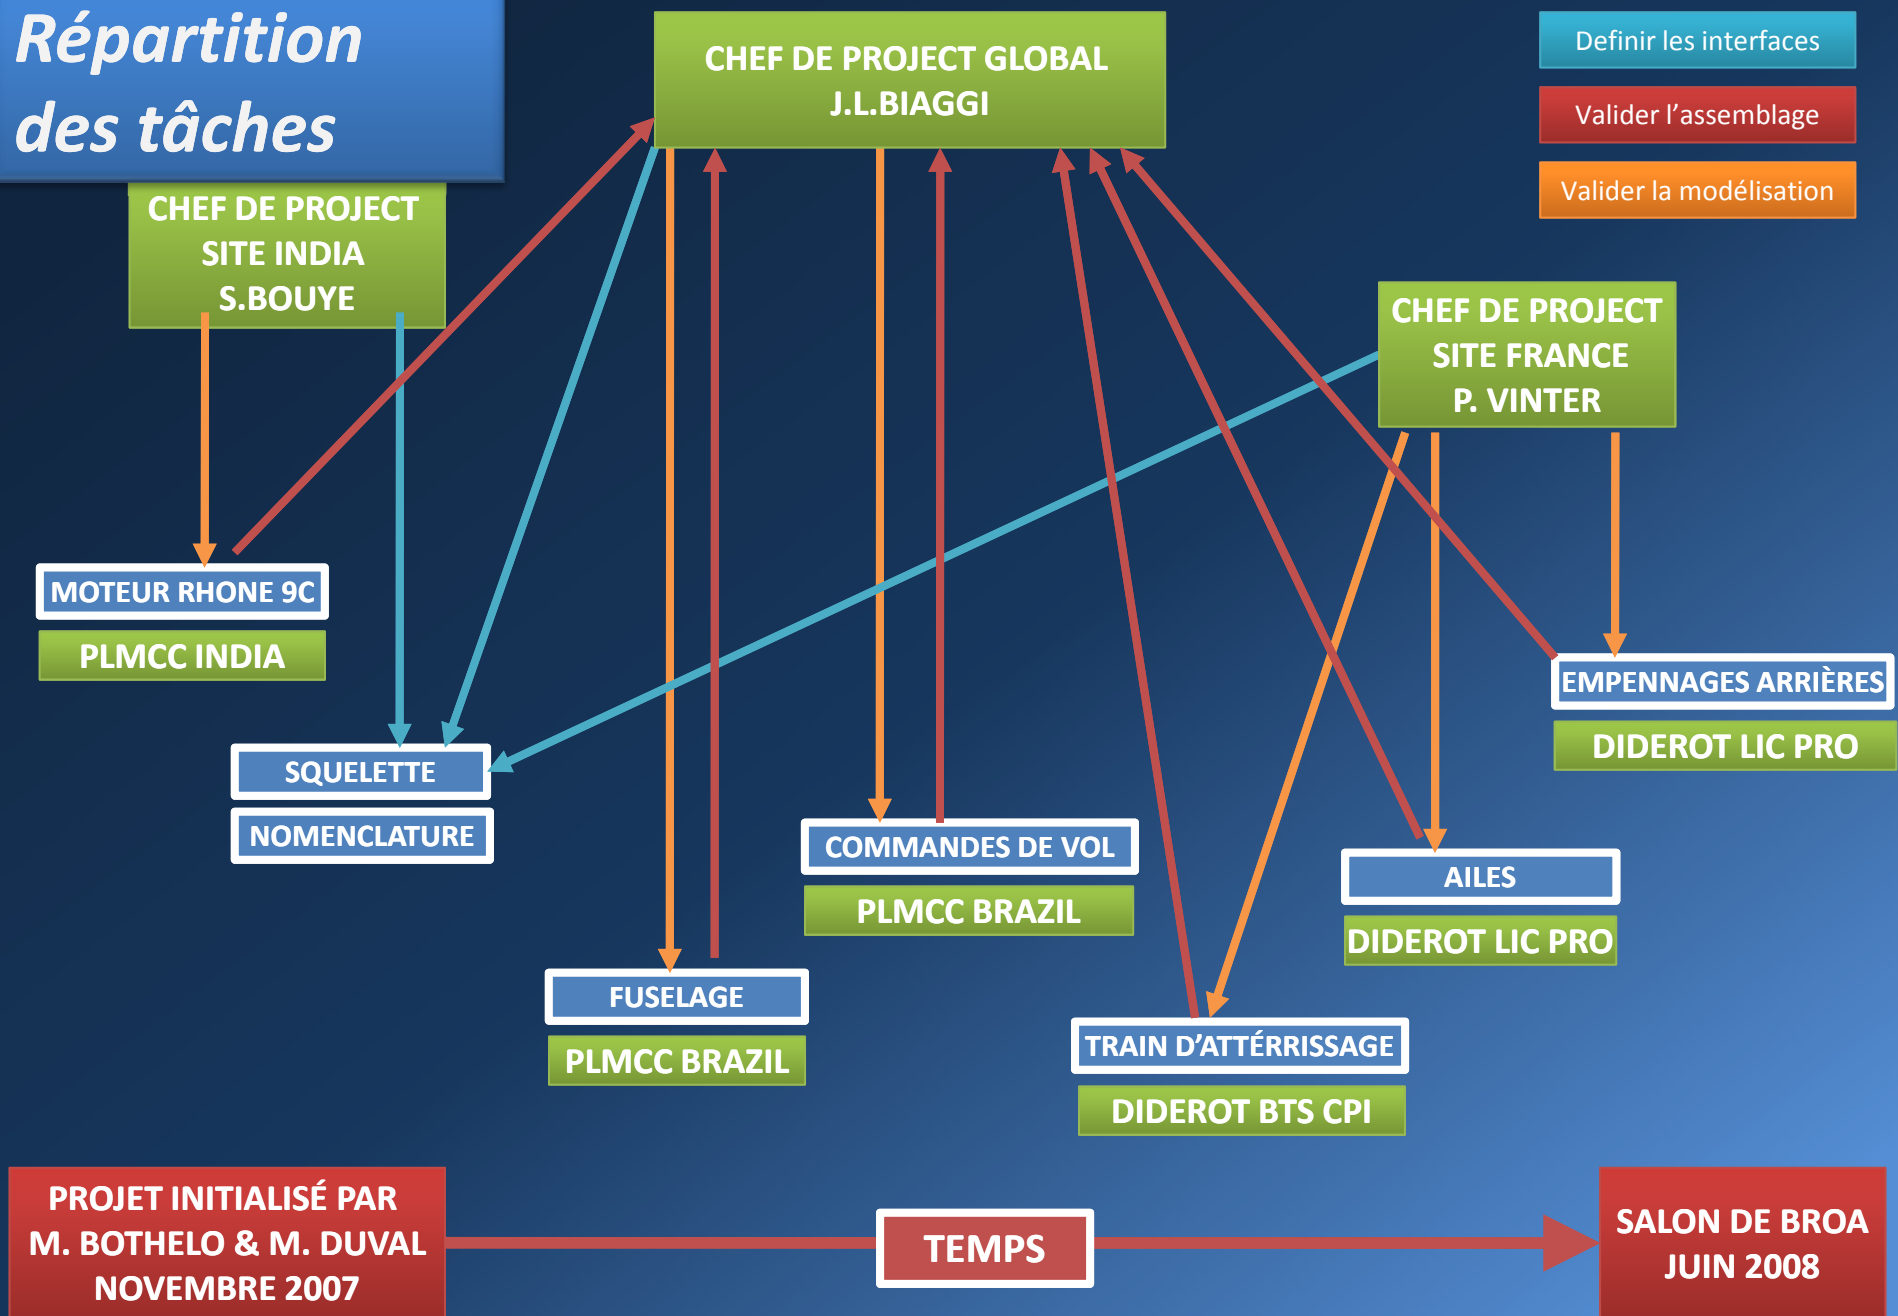 Répartition
des tâches
CHEF DE PROJECT GLOBAL
J.L.BIAGGI
Definir les interfaces
Valider l’assemblage
Valider la modélisation
CHEF DE PROJECT
SITE INDIA
S.BOUYE
CHEF DE PROJECT
SITE FRANCE
P. VINTER
MOTEUR RHONE 9C
PLMCC INDIA
EMPENNAGES ARRIÈRES
DIDEROT LIC PRO
SQUELETTE
NOMENCLATURE
COMMANDES DE VOL
PLMCC BRAZIL
AILES
DIDEROT LIC PRO
FUSELAGE
PLMCC BRAZIL
TRAIN D’ATTÉRRISSAGE
DIDEROT BTS CPI
PROJET INITIALISÉ PAR
M. BOTHELO & M. DUVAL
NOVEMBRE 2007
TEMPS
SALON DE BROA
JUIN 2008